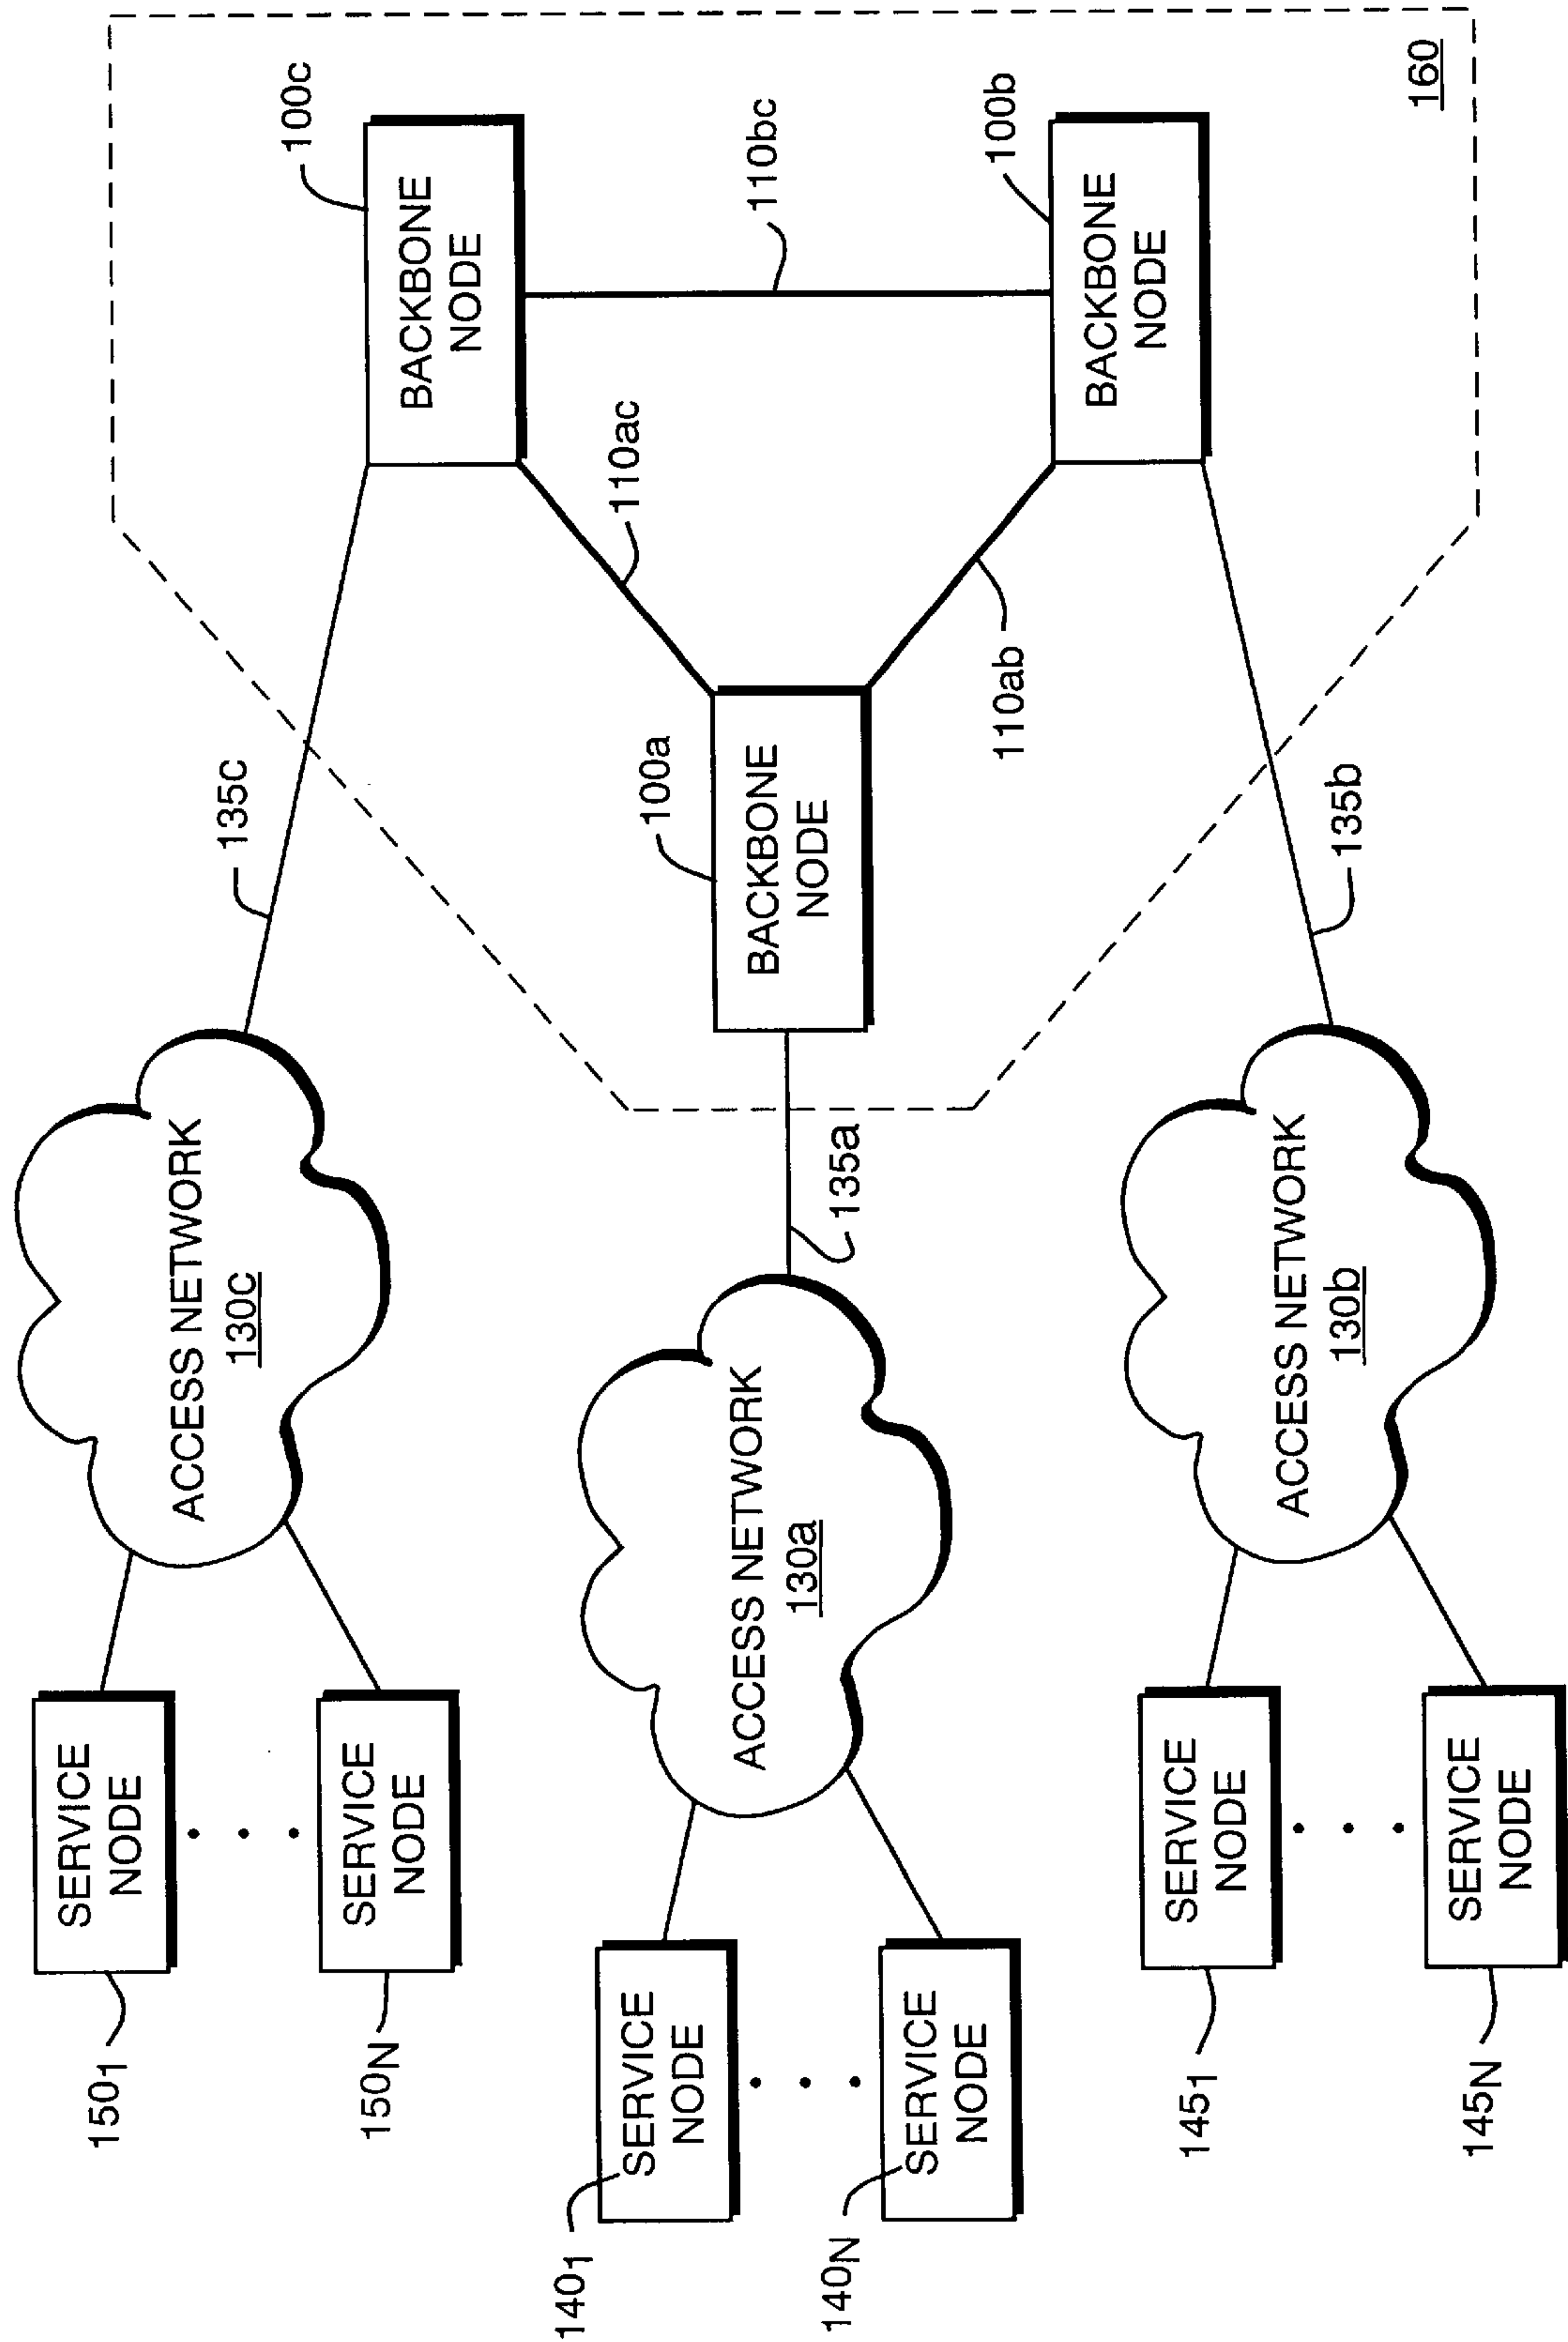 150₁
SERVICE
NODE
150N
SERVICE
NODE
ACCESS NETWORK
130c
135c
BACKBONE
NODE
100c
140₁
SERVICE
NODE
140N
SERVICE
NODE
ACCESS NETWORK
130a
135a
BACKBONE
NODE
100a
110ac
110bc
110ab
145₁
SERVICE
NODE
145N
SERVICE
NODE
ACCESS NETWORK
130b
135b
BACKBONE
NODE
100b
160